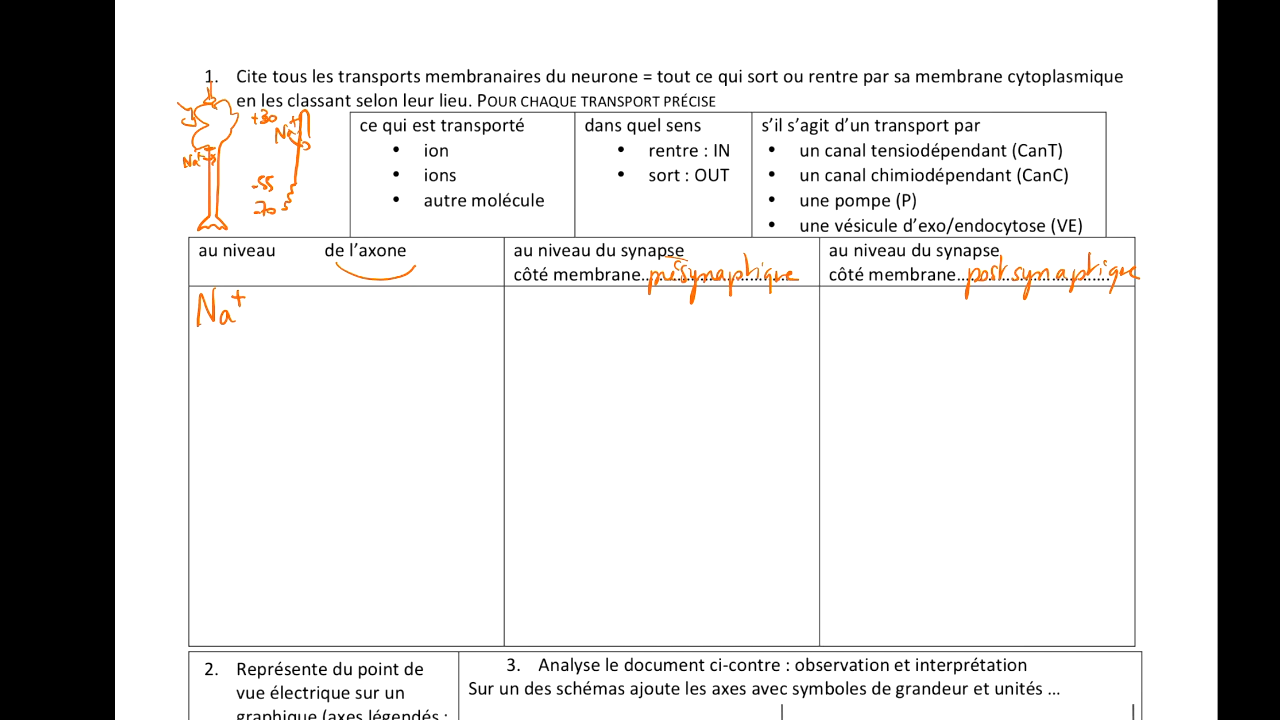 1. Cite tous les transports membranaires du neurone = tout ce qui sort ou rentre par sa membrane cytoplasmique
en les classant selon leur lieu. POUR CHAQUE TRANSPORT PRÉCISE
+30
Na+
Na+
-55
-70
ce qui est transporté
• ion
• ions
• autre molécule
dans quel sens
• rentre : IN
• sort : OUT
s’il s’agit d’un transport par
• un canal tensiodépendant (CanT)
• un canal chimiodépendant (CanC)
• une pompe (P)
• une vésicule d’exo/endocytose (VE)
au niveau de l’axone
au niveau du synapse
côté membrane présynaptique
au niveau du synapse
côté membrane postsynaptique
Na+
2. Représente du point de
vue électrique sur un
graphique (axes légendés :
3. Analyse le document ci-contre : observation et interprétation
Sur un des schémas ajoute les axes avec symboles de grandeur et unités ...